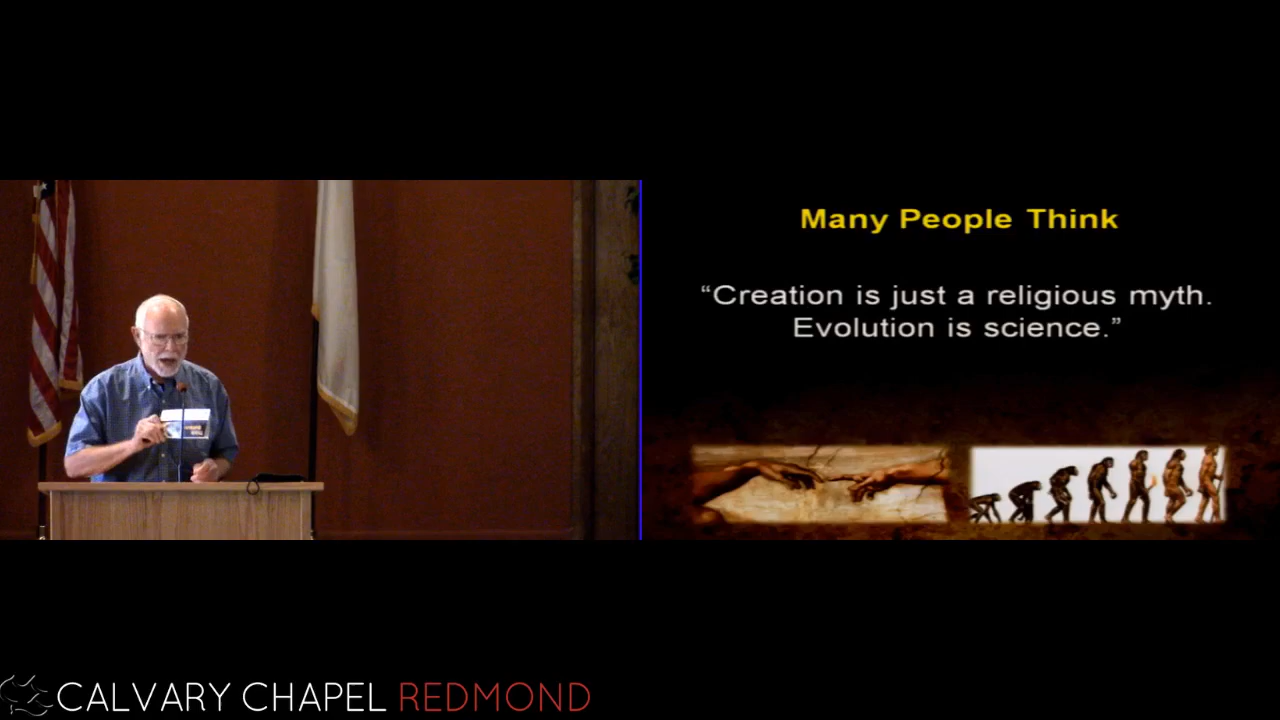 Many People Think
“Creation is just a religious myth.
Evolution is science.”
CALVARY CHAPEL REDMOND